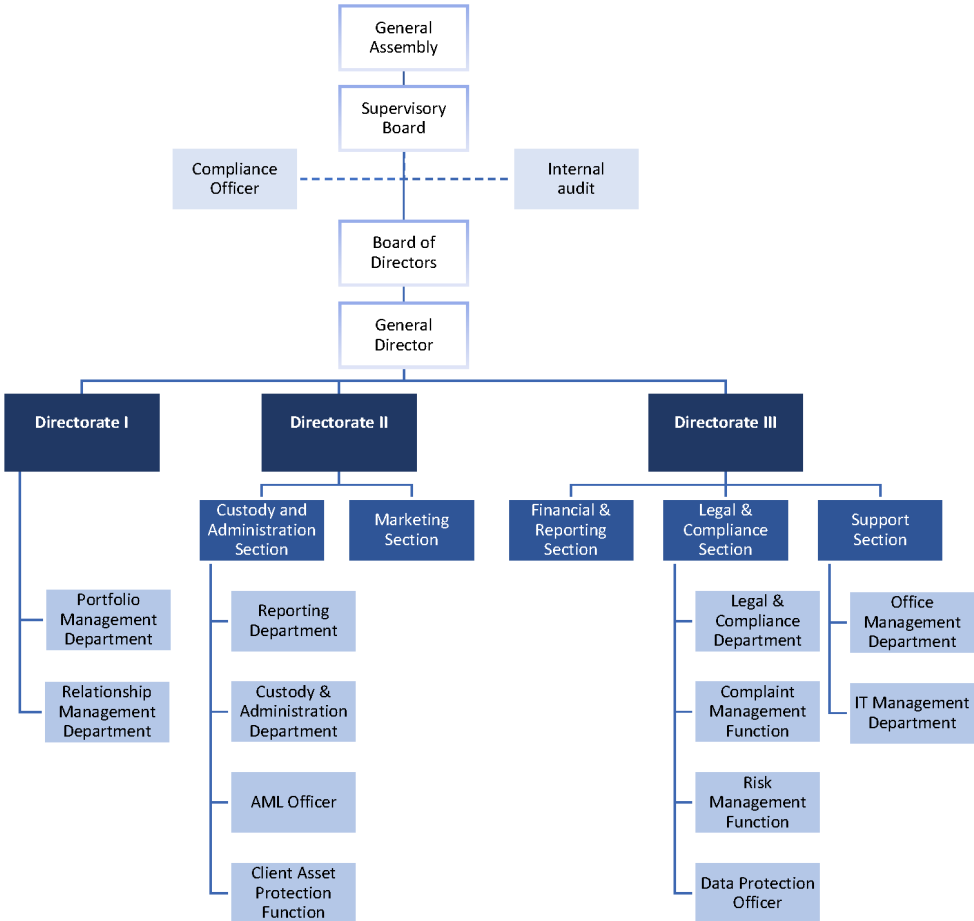 General
Assembly
Supervisory
Board
Compliance
Officer
Internal
audit
Board of
Directors
General
Director
Directorate I
Directorate II
Directorate III
Custody and
Administration
Section
Marketing
Section
Financial &
Reporting
Section
Legal &
Compliance
Section
Support
Section
Portfolio
Management
Department
Relationship
Management
Department
Reporting
Department
Custody &
Administration
Department
AML Officer
Client Asset
Protection
Function
Legal &
Compliance
Department
Complaint
Management
Function
Risk
Management
Function
Data Protection
Officer
Office
Management
Department
IT Management
Department